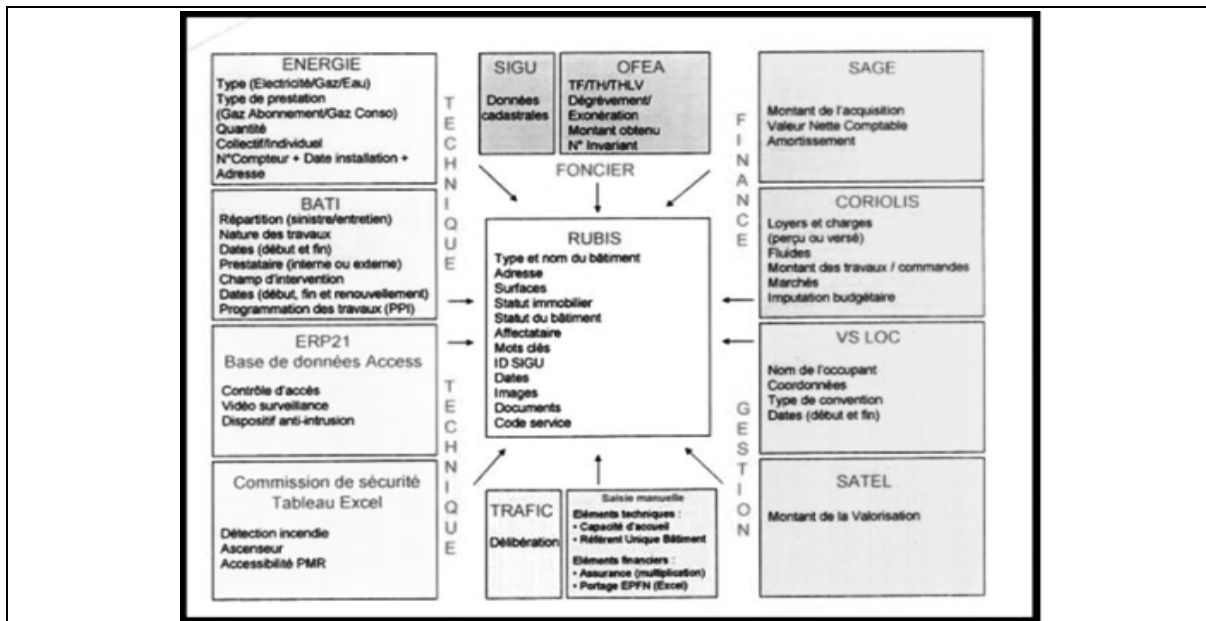 ENERGIE
Type (Electricité/Gaz/Eau)
Type de prestation
(Gaz Abonnement/Gaz Conso)
Quantité
Collectif/Individuel
N°Compteur + Date installation +
Adresse
BATI
Répartition (sinistre/entretien)
Nature des travaux
Dates (début et fin)
Prestataire (interne ou externe)
Champ d'intervention
Dates (début, fin et renouvellement)
Programmation des travaux (PPI)
ERP21
Base de données Access
Contrôle d'accès
Vidéo surveillance
Dispositif anti-intrusion
Commission de sécurité
Tableau Excel
Détection incendie
Ascenseur
Accessibilité PMR
TECHNIQUE
TECHNIQUE
SIGU
Données
cadastrales
OFEA
TF/TH/THLV
Dégrèvement/
Exonération
Montant obtenu
N° Invariant
FONCIER
RUBIS
Type et nom du bâtiment
Adresse
Surfaces
Statut immobilier
Statut du bâtiment
Affectataire
Mots clés
ID SIGU
Dates
Images
Documents
Code service
TRAFIC
Délibération
Saisie manuelle
Eléments techniques :
• Capacité d'accueil
• Référent Unique Bâtiment
Eléments financiers :
• Assurance (multiplication)
• Portage EPFN (Excel)
FINANCE
GESTION
SAGE
Montant de l'acquisition
Valeur Nette Comptable
Amortissement
CORIOLIS
Loyers et charges
(perçu ou versé)
Fluides
Montant des travaux / commandes
Marchés
Imputation budgétaire
VS LOC
Nom de l'occupant
Coordonnées
Type de convention
Dates (début et fin)
SATEL
Montant de la Valorisation